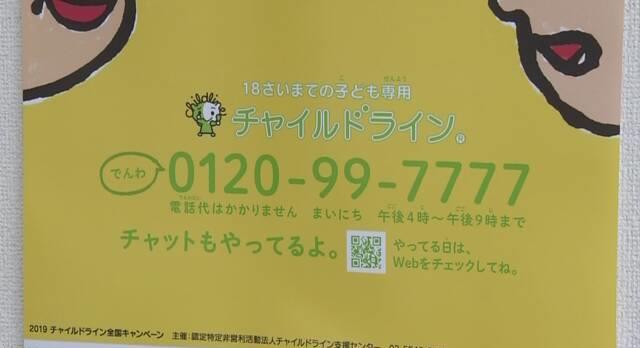 18さいまでの子ども専用
こ
せんよう
Childline
チャイルドライン®
でんわ
0120-99-7777
電話代はかかりません まいにち 午後4時～午後9時まで
チャットもやってるよ。
やってる日は、
Webをチェックしてね。
2019 チャイルドライン全国キャンペーン 主催：認定特定非営利活動法人チャイルドライン支援センター